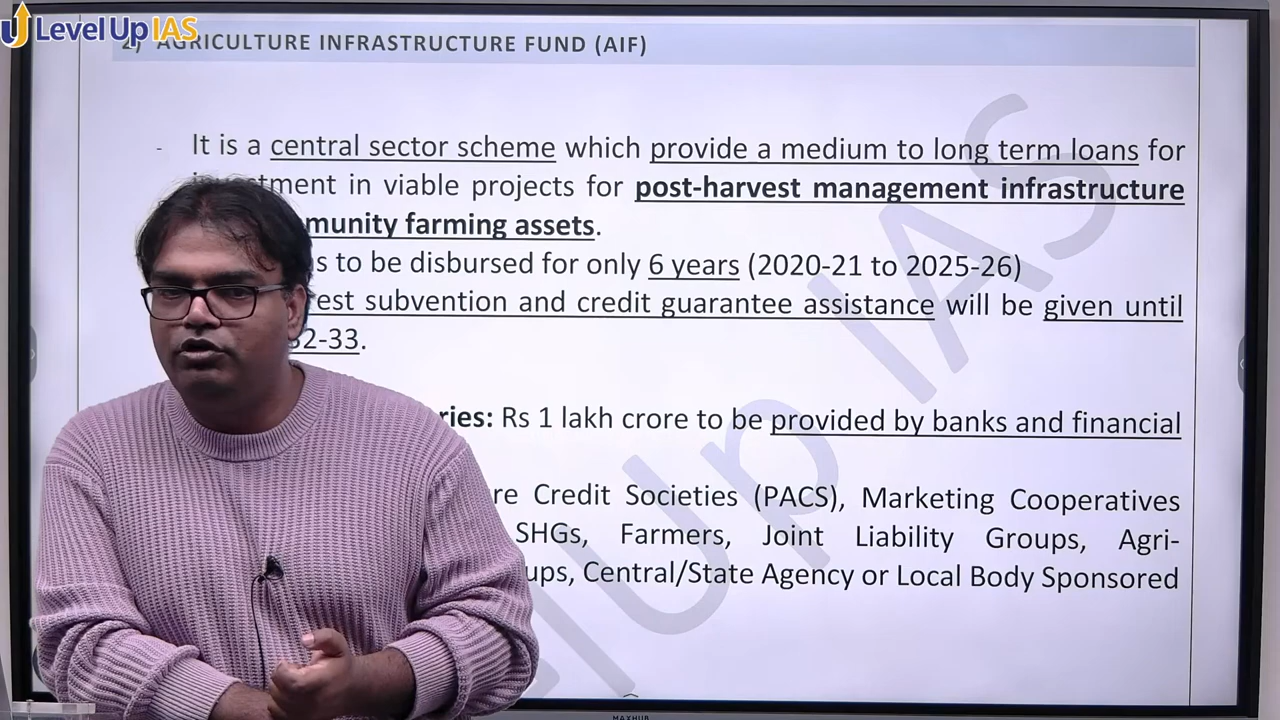 Level Up IAS
2) AGRICULTURE INFRASTRUCTURE FUND (AIF)
- It is a central sector scheme which provide a medium to long term loans for
investment in viable projects for post-harvest management infrastructure
munity farming assets.
s to be disbursed for only 6 years (2020-21 to 2025-26)
rest subvention and credit guarantee assistance will be given until
32-33.
ries: Rs 1 lakh crore to be provided by banks and financial
re Credit Societies (PACS), Marketing Cooperatives
SHGs, Farmers, Joint Liability Groups, Agri-
ups, Central/State Agency or Local Body Sponsored
lUp IAS
MAXHUB